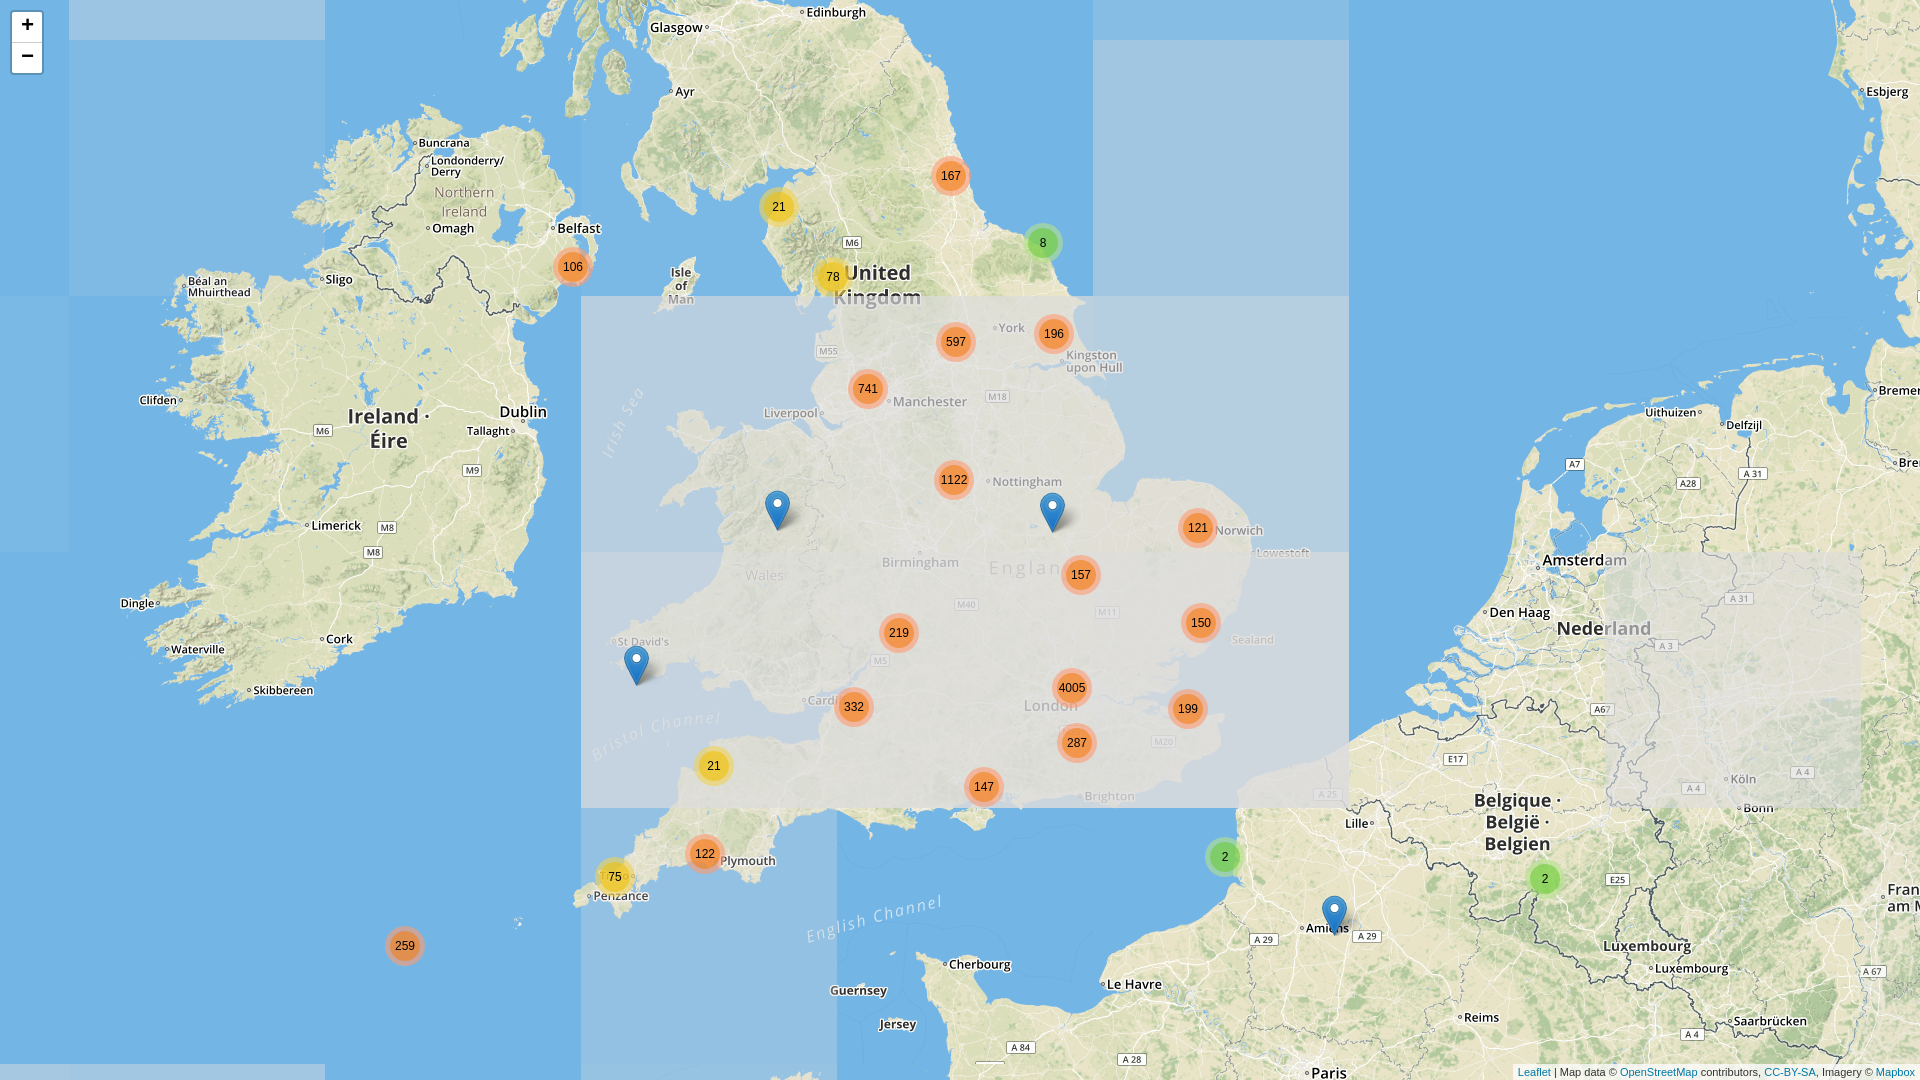 +
−
Edinburgh
Glasgow
Ayr
Esbjerg
Buncrana
Londonderry/
Derry
167
Northern
Ireland
21
Omagh
Belfast
M6
8
106
Isle
of
Man
78
United
Kingdom
Sligo
Béal an
Mhuirthead
York
196
597
M55
Kingston
upon Hull
741
Bremer
Clifden
M18
Manchester
Irish Sea
Liverpool
Dublin
Uithuizen
Ireland ·
Éire
Delfzijl
M6
Tallaght
A7
Bre
M9
A 31
1122
Nottingham
A28
Limerick
M8
121
Norwich
M8
Lowestoft
Birmingham
Amsterdam
Wales
Englan
157
A 31
Dingle
M40
M11
Den Haag
150
219
Nederland
Cork
St David's
Sealand
Waterville
A 3
M5
Skibbereen
4005
Cardi
332
London
199
A67
Bristol Channel
287
M20
E17
21
Köln
A 4
147
A 4
Brighton
A 25
Belgique ·
België ·
Belgien
Bonn
Lille
122
Plymouth
2
75
2
E25
Penzance
Fran
am M
English Channel
Amiens
A 29
A 29
259
Luxembourg
Cherbourg
Luxembourg
A 67
Le Havre
Guernsey
Reims
Jersey
Saarbrücken
A 4
A 84
A 28
Paris
Leaflet | Map data © OpenStreetMap contributors, CC-BY-SA, Imagery © Mapbox